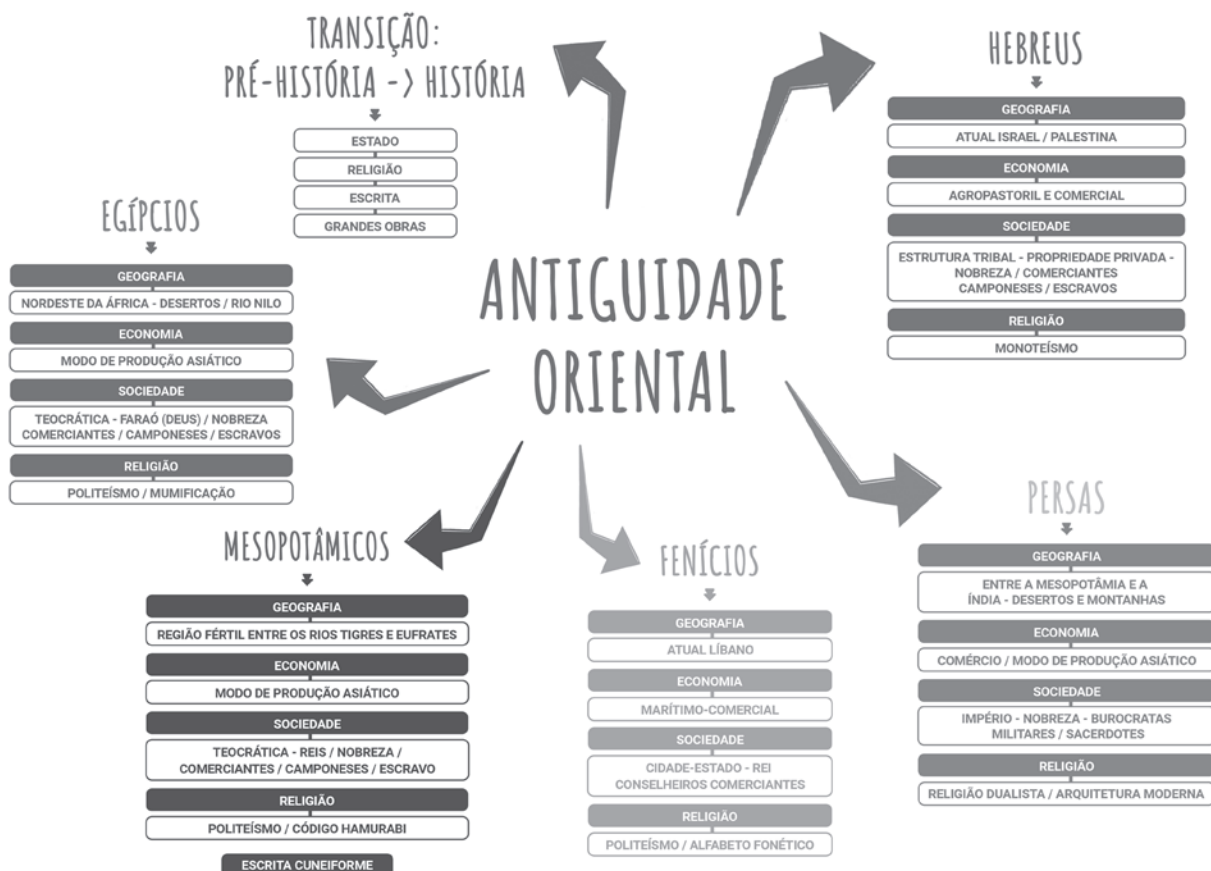 TRANSIÇÃO:
PRÉ-HISTÓRIA -> HISTÓRIA
ESTADO
RELIGIÃO
ESCRITA
GRANDES OBRAS
HEBREUS
GEOGRAFIA
ATUAL ISRAEL / PALESTINA
ECONOMIA
AGROPASTORIL E COMERCIAL
SOCIEDADE
ESTRUTURA TRIBAL - PROPRIEDADE PRIVADA -
NOBREZA / COMERCIANTES
CAMPONESES / ESCRAVOS
RELIGIÃO
MONOTEÍSMO
EGÍPCIOS
GEOGRAFIA
NORDESTE DA ÁFRICA - DESERTOS / RIO NILO
ECONOMIA
MODO DE PRODUÇÃO ASIÁTICO
SOCIEDADE
TEOCRÁTICA - FARAÓ (DEUS) / NOBREZA
COMERCIANTES / CAMPONESES / ESCRAVOS
RELIGIÃO
POLITEÍSMO / MUMIFICAÇÃO
ANTIGUIDADE
ORIENTAL
MESOPOTÂMICOS
GEOGRAFIA
REGIÃO FÉRTIL ENTRE OS RIOS TIGRES E EUFRATES
ECONOMIA
MODO DE PRODUÇÃO ASIÁTICO
SOCIEDADE
TEOCRÁTICA - REIS / NOBREZA /
COMERCIANTES / CAMPONESES / ESCRAVO
RELIGIÃO
POLITEÍSMO / CÓDIGO HAMURABI
ESCRITA CUNEIFORME
FENÍCIOS
GEOGRAFIA
ATUAL LÍBANO
ECONOMIA
MARÍTIMO-COMERCIAL
SOCIEDADE
CIDADE-ESTADO - REI
CONSELHEIROS COMERCIANTES
RELIGIÃO
POLITEÍSMO / ALFABETO FONÉTICO
PERSAS
GEOGRAFIA
ENTRE A MESOPOTÂMIA E A
ÍNDIA - DESERTOS E MONTANHAS
ECONOMIA
COMÉRCIO / MODO DE PRODUÇÃO ASIÁTICO
SOCIEDADE
IMPÉRIO - NOBREZA - BUROCRATAS
MILITARES / SACERDOTES
RELIGIÃO
RELIGIÃO DUALISTA / ARQUITETURA MODERNA